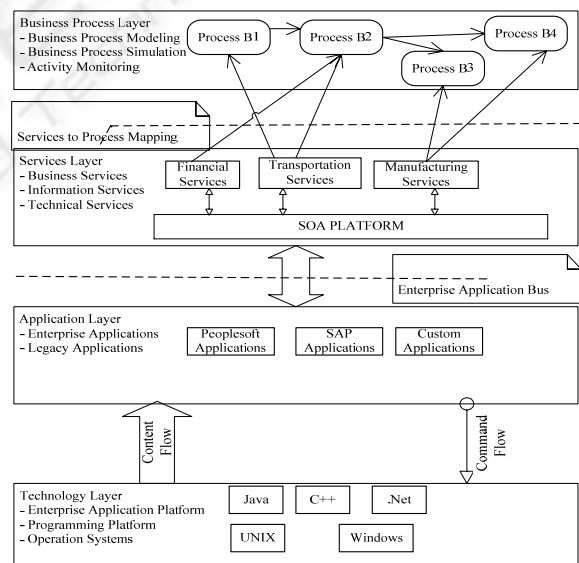 Business Process Layer
- Business Process Modeling
- Business Process Simulation
- Activity Monitoring
Process B1
Process B2
Process B4
Process B3
Services to Process Mapping
Services Layer
- Business Services
- Information Services
- Technical Services
Financial
Services
Transportation
Services
Manufacturing
Services
SOA PLATFORM
Enterprise Application Bus
Application Layer
- Enterprise Applications
- Legacy Applications
Peoplesoft
Applications
SAP
Applications
Custom
Applications
Content
Flow
Command
Flow
Technology Layer
- Enterprise Application Platform
- Programming Platform
- Operation Systems
Java
C++
.Net
UNIX
Windows